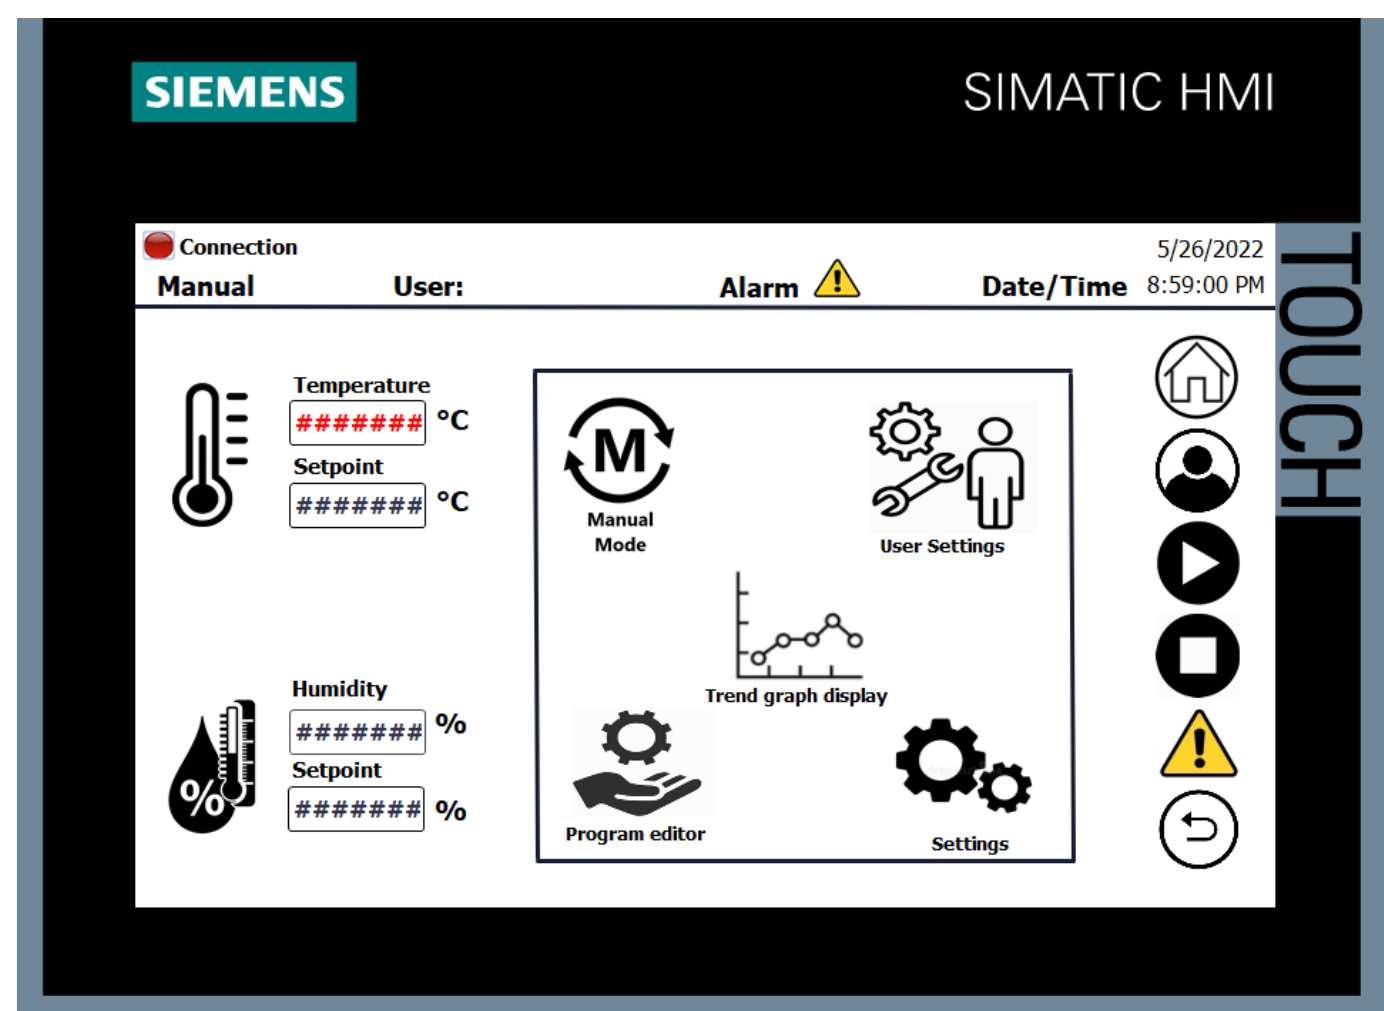 SIEMENS
SIMATIC HMI
TOUCH
Connection
5/26/2022
Manual
User:
Alarm
Date/Time
8:59:00 PM
Temperature
####### °C
Setpoint
####### °C
Humidity
####### %
Setpoint
####### %
%
M
Manual
Mode
User Settings
Trend graph display
Program editor
Settings